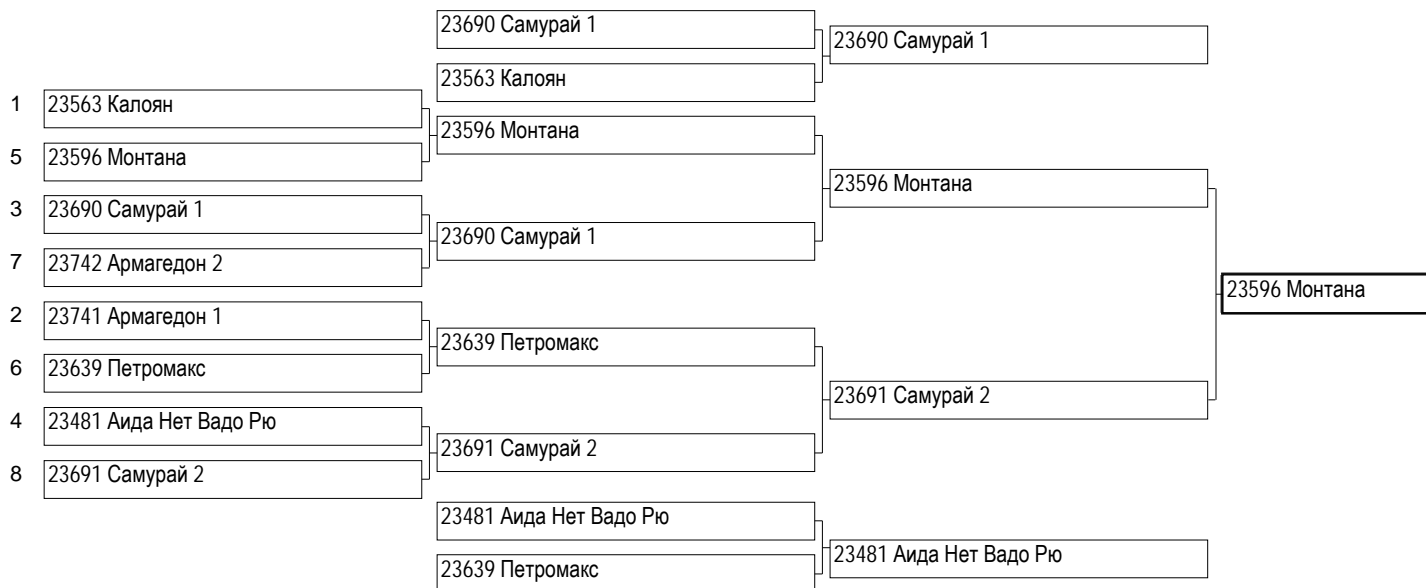 23690 Самурай 1
23690 Самурай 1
23563 Калоян
1 23563 Калоян
23596 Монтана
5 23596 Монтана
23596 Монтана
3 23690 Самурай 1
23690 Самурай 1
7 23742 Армагедон 2
23596 Монтана
2 23741 Армагедон 1
23639 Петромакс
6 23639 Петромакс
23691 Самурай 2
4 23481 Аида Нет Вадо Рю
23691 Самурай 2
8 23691 Самурай 2
23481 Аида Нет Вадо Рю
23481 Аида Нет Вадо Рю
23639 Петромакс